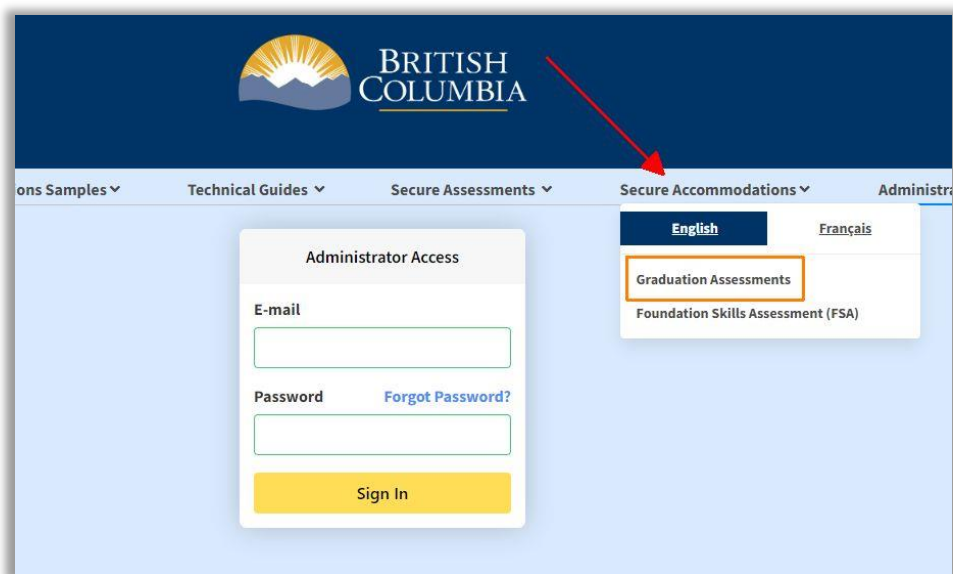 BRITISH
COLUMBIA
ons Samples Technical Guides Secure Assessments Secure Accommodations Administra
English Français
Administrator Access
Graduation Assessments
E-mail
Foundation Skills Assessment (FSA)
Password Forgot Password?
Sign In